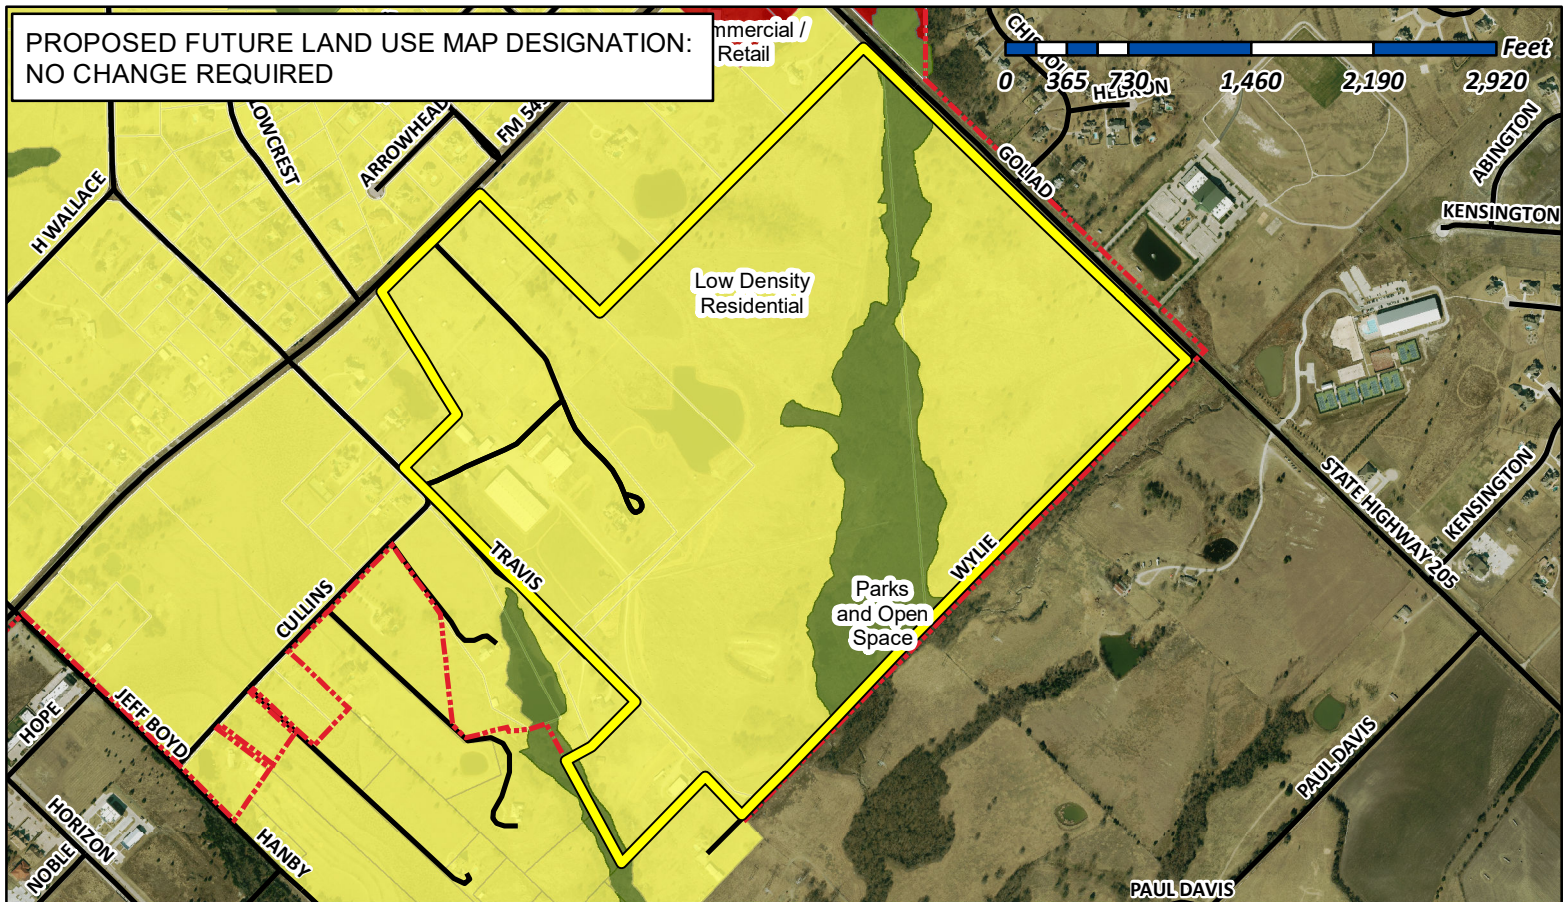 PROPOSED FUTURE LAND USE MAP DESIGNATION:
NO CHANGE REQUIRED
mmercial /
Retail
Feet
0 365 730 1,460 2,190 2,920
HEBRON
GOLIAD
ABINGTON
KENSINGTON
LOWCREST
ARROWHEAD
FM 549
H WALLACE
Low Density
Residential
STATE HIGHWAY 205
KENSINGTON
TRAVIS
WYLIE
CULLINS
Parks
and Open
Space
JEFF BOYD
HOPE
HORIZON
NOBLE
HANBY
PAUL DAVIS
PAUL DAVIS